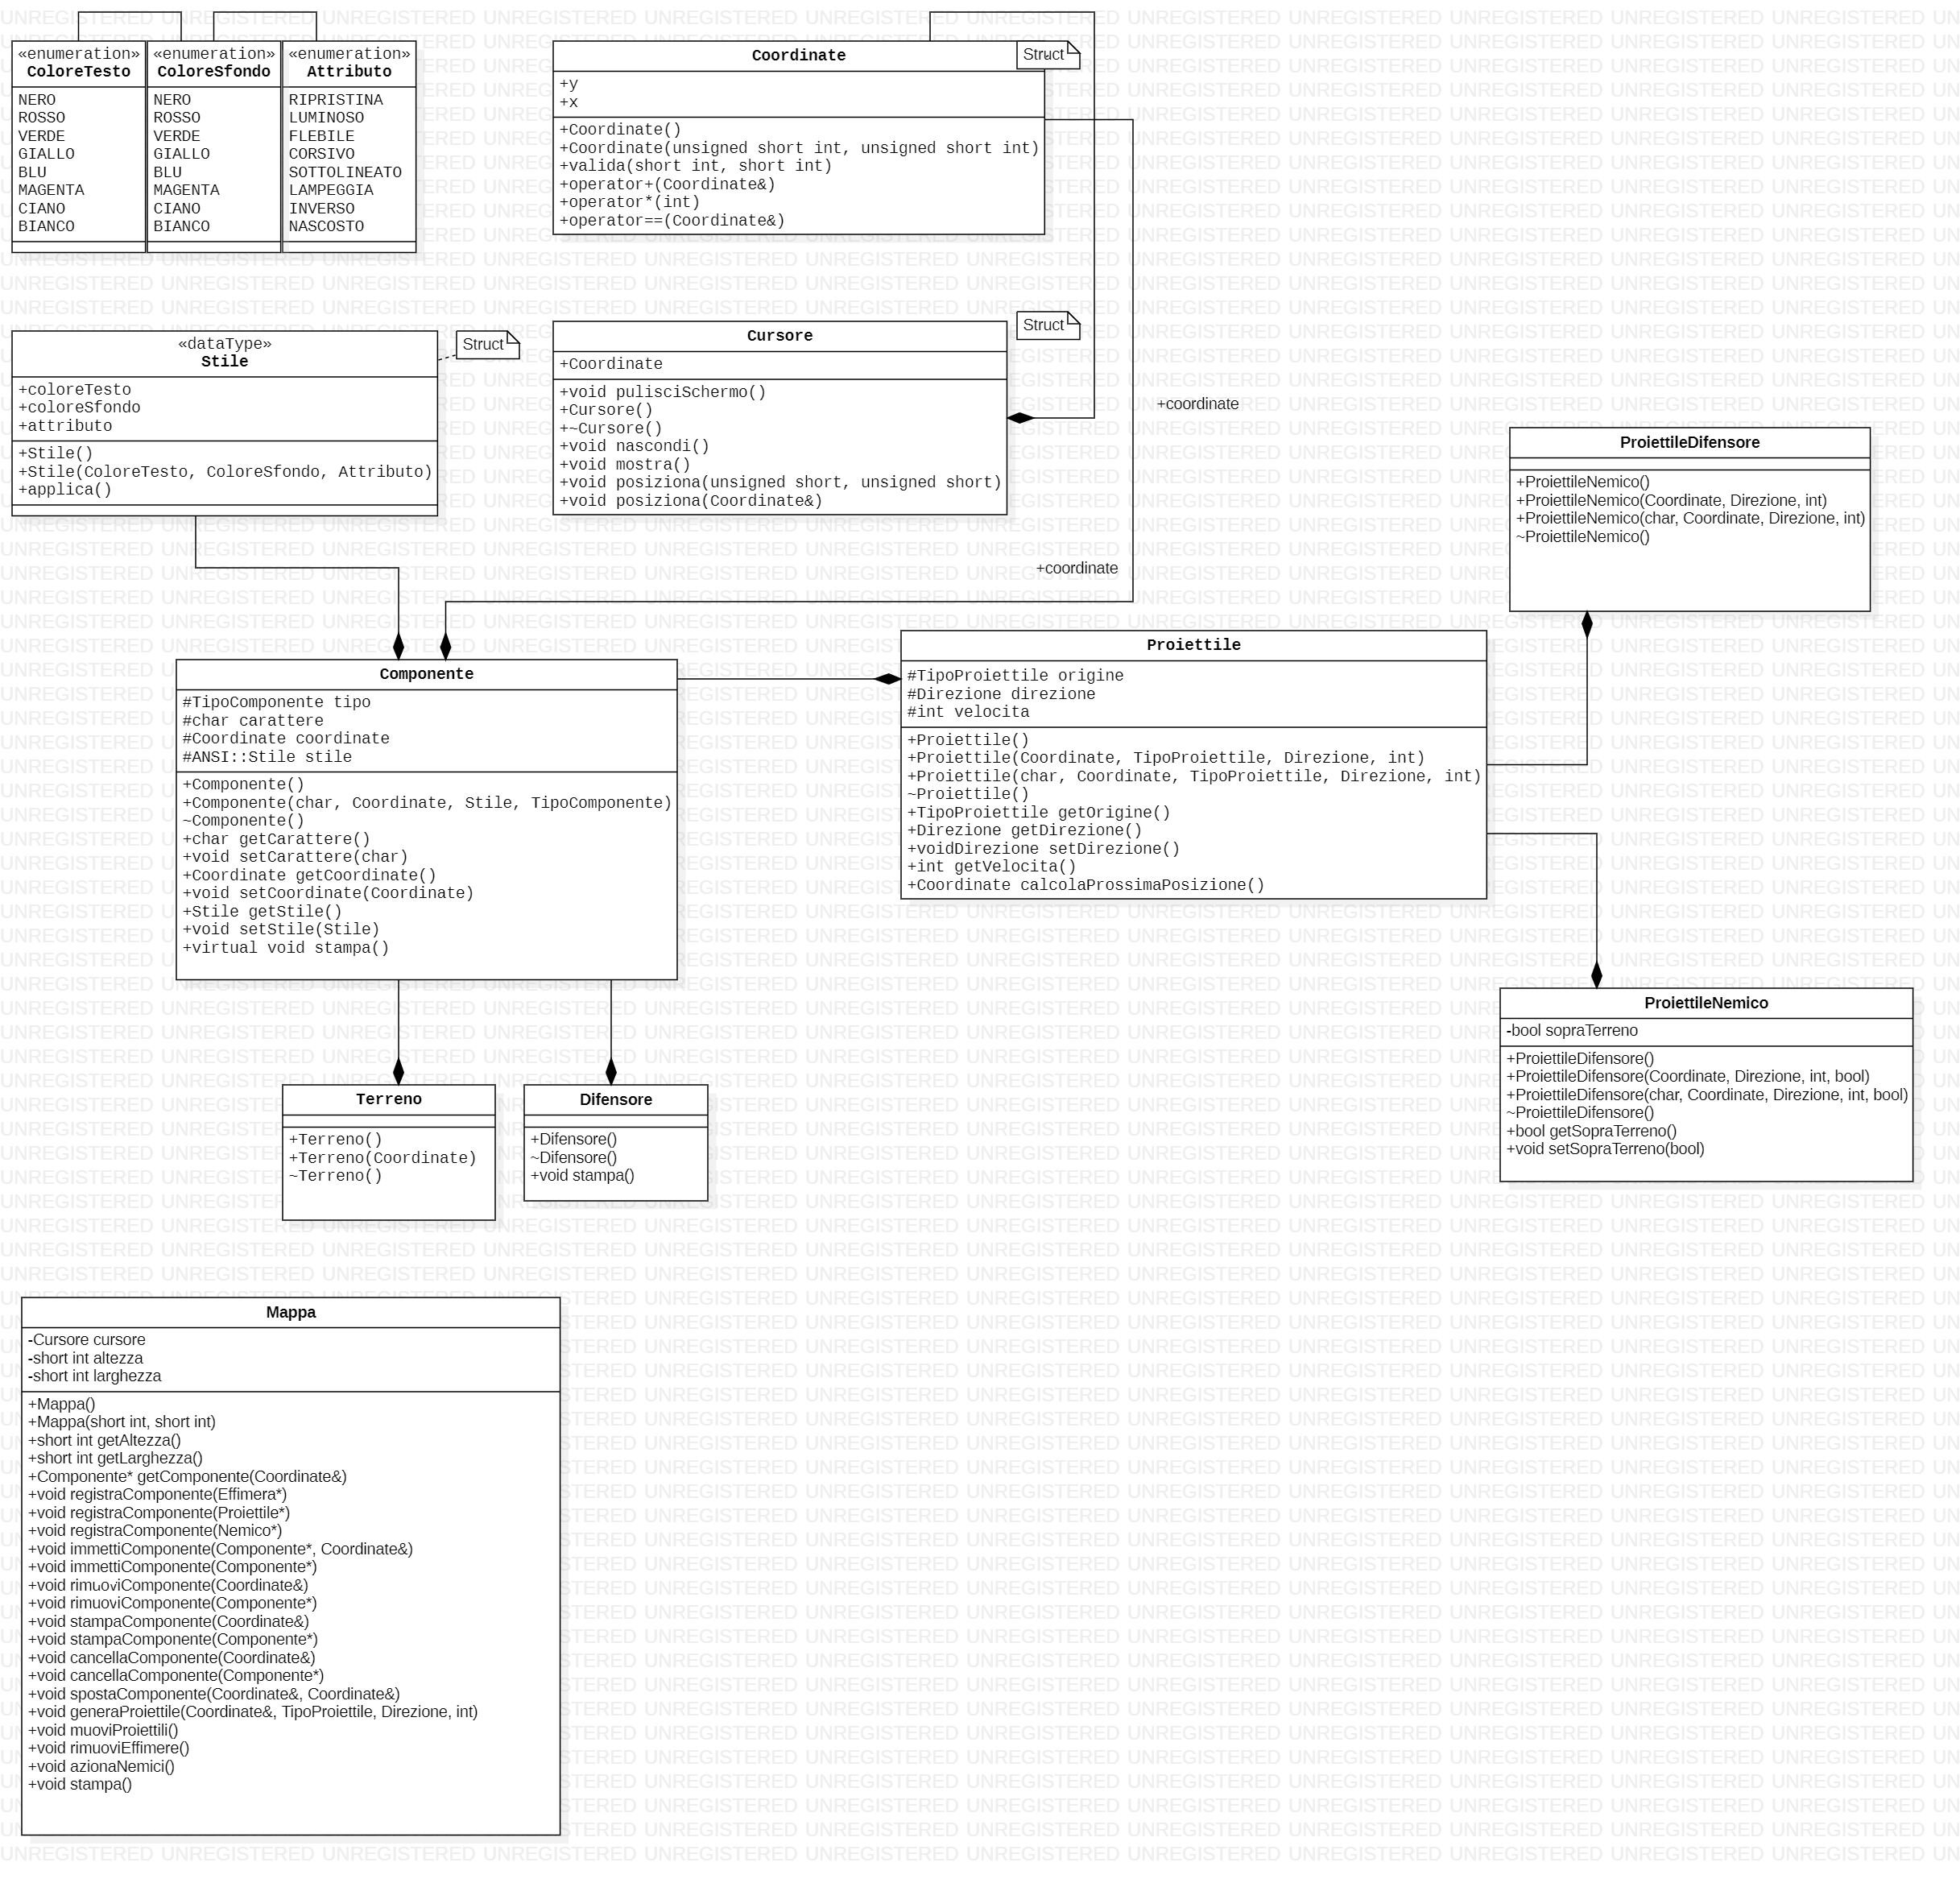 «enumeration»
ColoreTesto
NERO
ROSSO
VERDE
GIALLO
BLU
MAGENTA
CIANO
BIANCO
«enumeration»
ColoreSfondo
NERO
ROSSO
VERDE
GIALLO
BLU
MAGENTA
CIANO
BIANCO
«enumeration»
Attributo
RIPRISTINA
LUMINOSO
FLEBILE
CORSIVO
SOTTOLINEATO
LAMPEGGIA
INVERSO
NASCOSTO
Coordinate
Struct
+y
+x
+Coordinate()
+Coordinate(unsigned short int, unsigned short int)
+valida(short int, short int)
+operator+(Coordinate&)
+operator*(int)
+operator==(Coordinate&)
«dataType»
Stile
Struct
+coloreTesto
+coloreSfondo
+attributo
+Stile()
+Stile(ColoreTesto, ColoreSfondo, Attributo)
+applica()
Cursore
Struct
+Coordinate
+void pulisciSchermo()
+Cursore()
+~Cursore()
+void nascondi()
+void mostra()
+void posiziona(unsigned short, unsigned short)
+void posiziona(Coordinate&)
+coordinate
+coordinate
ProiettileDifensore
+ProiettileNemico()
+ProiettileNemico(Coordinate, Direzione, int)
+ProiettileNemico(char, Coordinate, Direzione, int)
~ProiettileNemico()
Componente
#TipoComponente tipo
#char carattere
#Coordinate coordinate
#ANSI::Stile stile
+Componente()
+Componente(char, Coordinate, Stile, TipoComponente)
~Componente()
+char getCarattere()
+void setCarattere(char)
+Coordinate getCoordinate()
+void setCoordinate(Coordinate)
+Stile getStile()
+void setStile(Stile)
+virtual void stampa()
Proiettile
#TipoProiettile origine
#Direzione direzione
#int velocita
+Proiettile()
+Proiettile(Coordinate, TipoProiettile, Direzione, int)
+Proiettile(char, Coordinate, TipoProiettile, Direzione, int)
~Proiettile()
+TipoProiettile getOrigine()
+Direzione getDirezione()
+voidDirezione setDirezione()
+int getVelocita()
+Coordinate calcolaProssimaPosizione()
ProiettileNemico
-bool sopraTerreno
+ProiettileDifensore()
+ProiettileDifensore(Coordinate, Direzione, int, bool)
+ProiettileDifensore(char, Coordinate, Direzione, int, bool)
~ProiettileDifensore()
+bool getSopraTerreno()
+void setSopraTerreno(bool)
Terreno
+Terreno()
+Terreno(Coordinate)
~Terreno()
Difensore
+Difensore()
~Difensore()
+void stampa()
Mappa
-Cursore cursore
-short int altezza
-short int larghezza
+Mappa()
+Mappa(short int, short int)
+short int getAltezza()
+short int getLarghezza()
+Componente* getComponente(Coordinate&)
+void registraComponente(Effimera*)
+void registraComponente(Proiettile*)
+void registraComponente(Nemico*)
+void immettiComponente(Componente*, Coordinate&)
+void immettiComponente(Componente*)
+void rimuoviComponente(Coordinate&)
+void rimuoviComponente(Componente*)
+void stampaComponente(Coordinate&)
+void stampaComponente(Componente*)
+void cancellaComponente(Coordinate&)
+void cancellaComponente(Componente*)
+void spostaComponente(Coordinate&, Coordinate&)
+void generaProiettile(Coordinate&, TipoProiettile, Direzione, int)
+void muoviProiettili()
+void rimuoviEffimere()
+void azionaNemici()
+void stampa()
UNREGISTERED